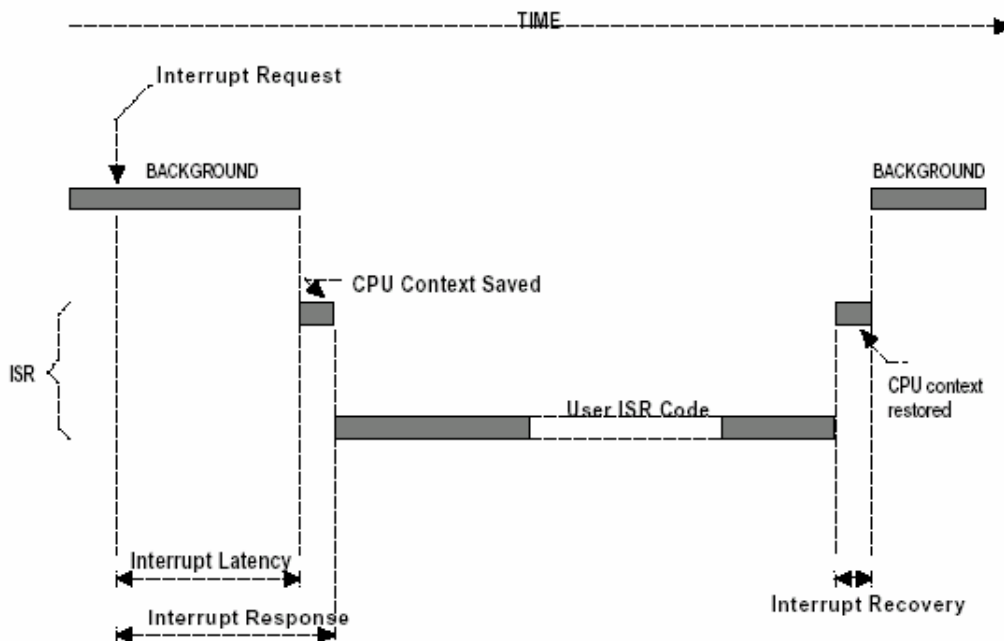 TIME
Interrupt Request
BACKGROUND
BACKGROUND
CPU Context Saved
ISR
CPU context
restored
User ISR Code
Interrupt Latency
Interrupt Recovery
Interrupt Response